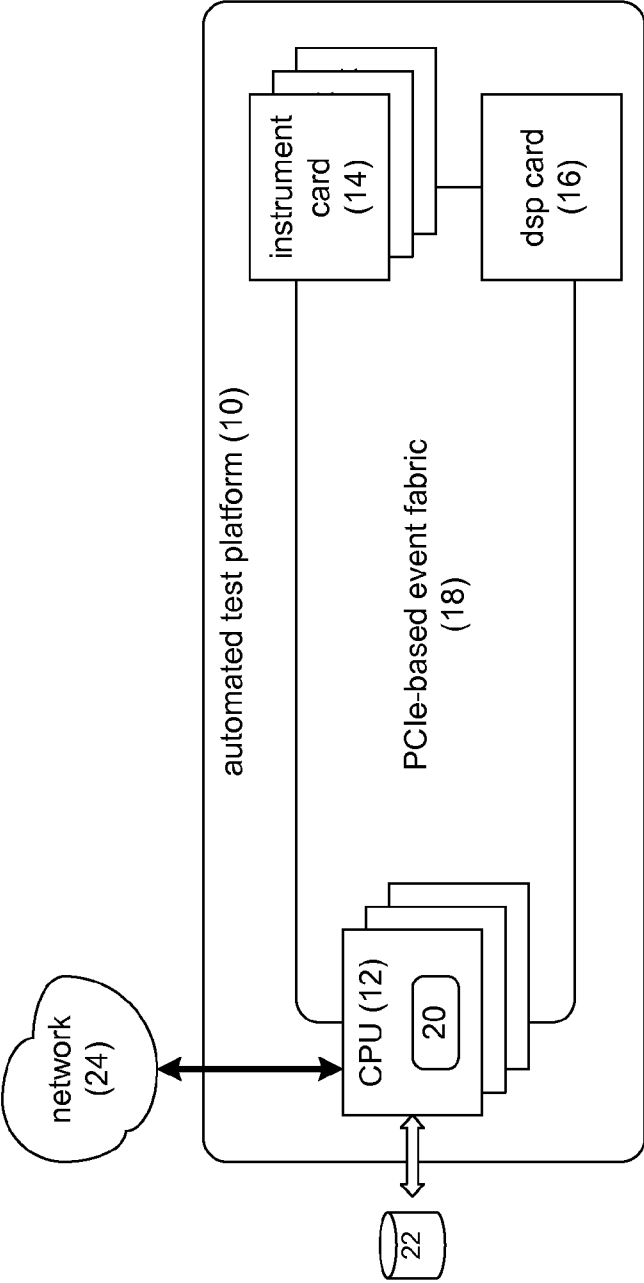 network
(24)
automated test platform (10)
22
CPU (12)
20
PCIe-based event fabric
(18)
instrument
card
(14)
dsp card
(16)